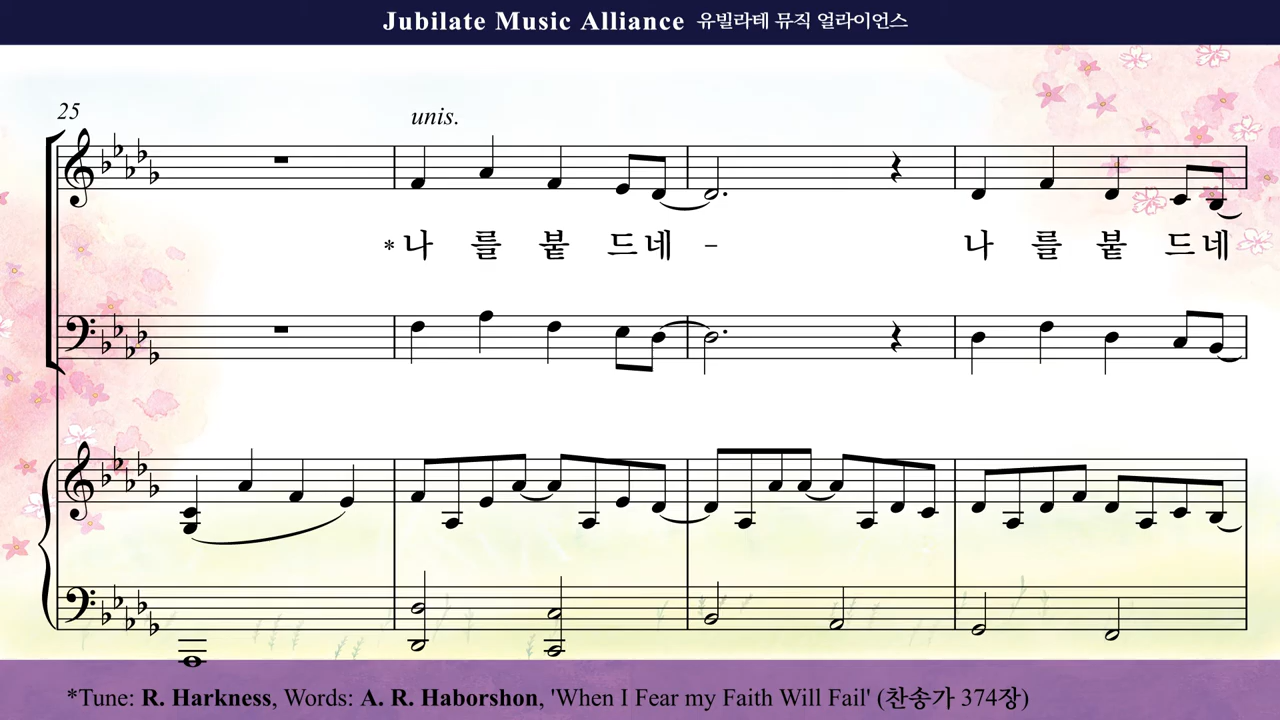 Jubilate Music Alliance 유빌라테 뮤직 얼라이언스
25
unis.
*나 를 붙 드네 – 나 를 붙 드네
*Tune: R. Harkness, Words: A. R. Haborshon, 'When I Fear my Faith Will Fail' (찬송가 374장)